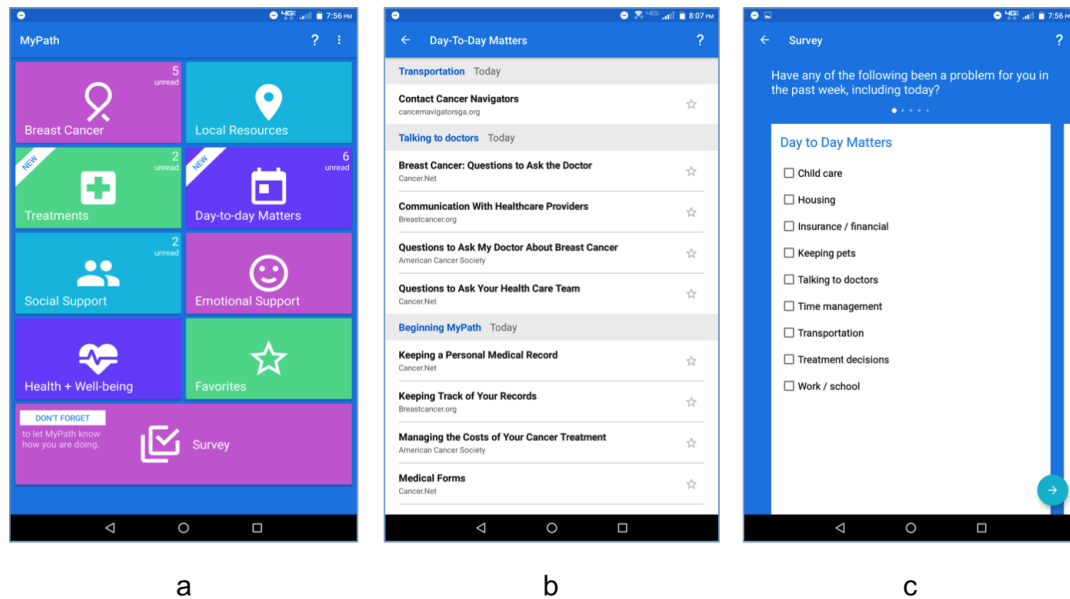 4GE 7:56 PM
MyPath ?
5
unread
Breast Cancer
Local Resources
NEW
2
unread
Treatments
NEW
6
unread
Day-to-day Matters
2
unread
Social Support
Emotional Support
Health + Well-being
Favorites
DON'T FORGET
to let MyPath know
how you are doing.
Survey
a
8:07 PM
Day-To-Day Matters ?
Transportation Today
Contact Cancer Navigators
cancernavigatorsga.org
Talking to doctors Today
Breast Cancer: Questions to Ask the Doctor
Cancer.Net
Communication With Healthcare Providers
Breastcancer.org
Questions to Ask My Doctor About Breast Cancer
American Cancer Society
Questions to Ask Your Health Care Team
Cancer.Net
Beginning MyPath Today
Keeping a Personal Medical Record
Cancer.Net
Keeping Track of Your Records
Breastcancer.org
Managing the Costs of Your Cancer Treatment
American Cancer Society
Medical Forms
Cancer.Net
b
7:56 P
Survey ?
Have any of the following been a problem for you in
the past week, including today?
Day to Day Matters
Child care
Housing
Insurance / financial
Keeping pets
Talking to doctors
Time management
Transportation
Treatment decisions
Work / school
c